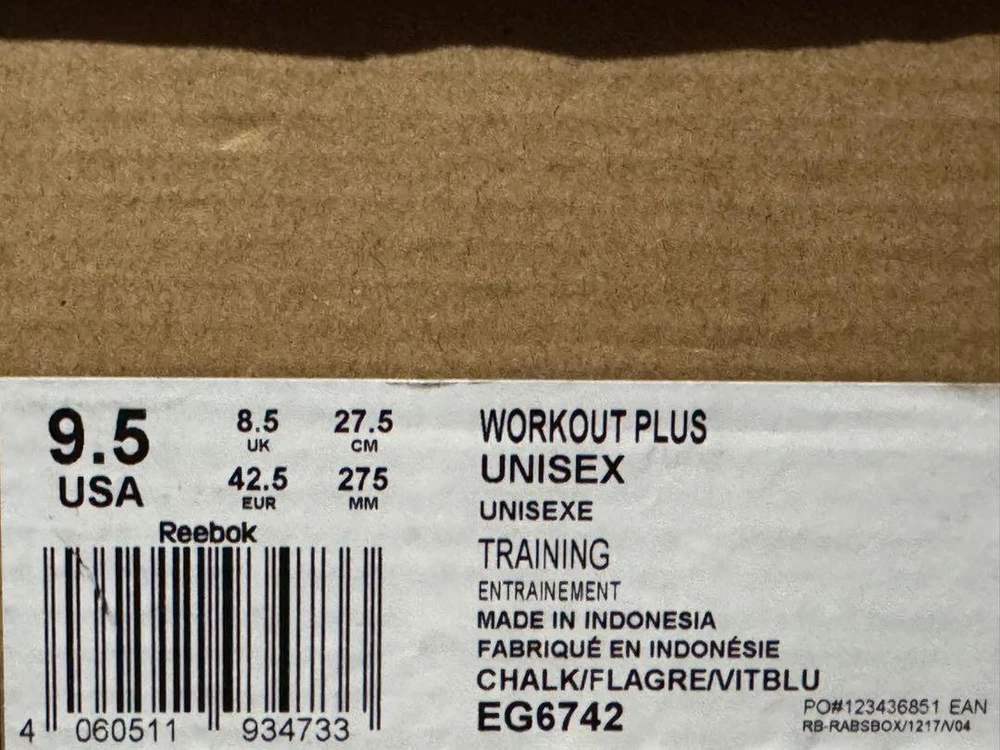 9.5
USA
8.5
UK
27.5
CM
42.5
EUR
275
MM
Reebok
4 060511 934733
WORKOUT PLUS
UNISEX
UNISEXE
TRAINING
ENTRAINEMENT
MADE IN INDONESIA
FABRIQUÉ EN INDONÉSIE
CHALK/FLAGRE/VITBLU
EG6742
PO#123436851 EAN
RB-RABSBOX/1217/V04